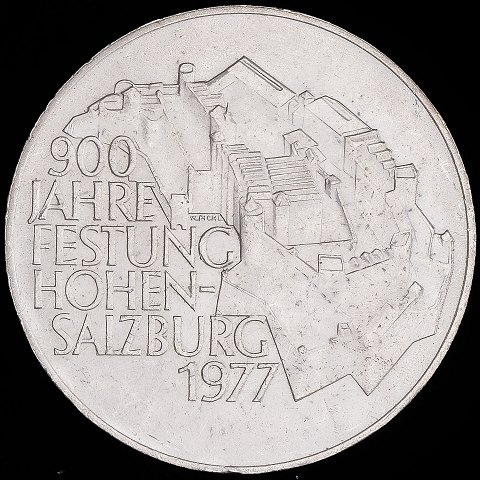 900
JAHRE
FESTUNG
HOHEN-
SALZBURG
1977